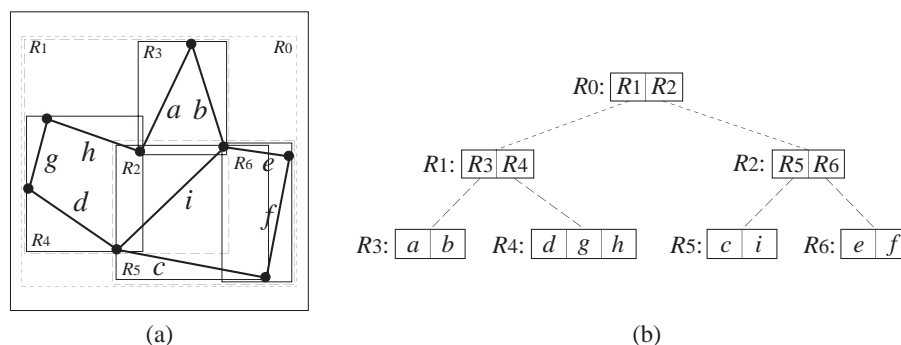 R1
R3
R0
a b
g h
R2
R6 e
d i f
R4
R5 c
(a)
R0: R1 R2
R1: R3 R4
R2: R5 R6
R3: a b
R4: d g h
R5: c i
R6: e f
(b)